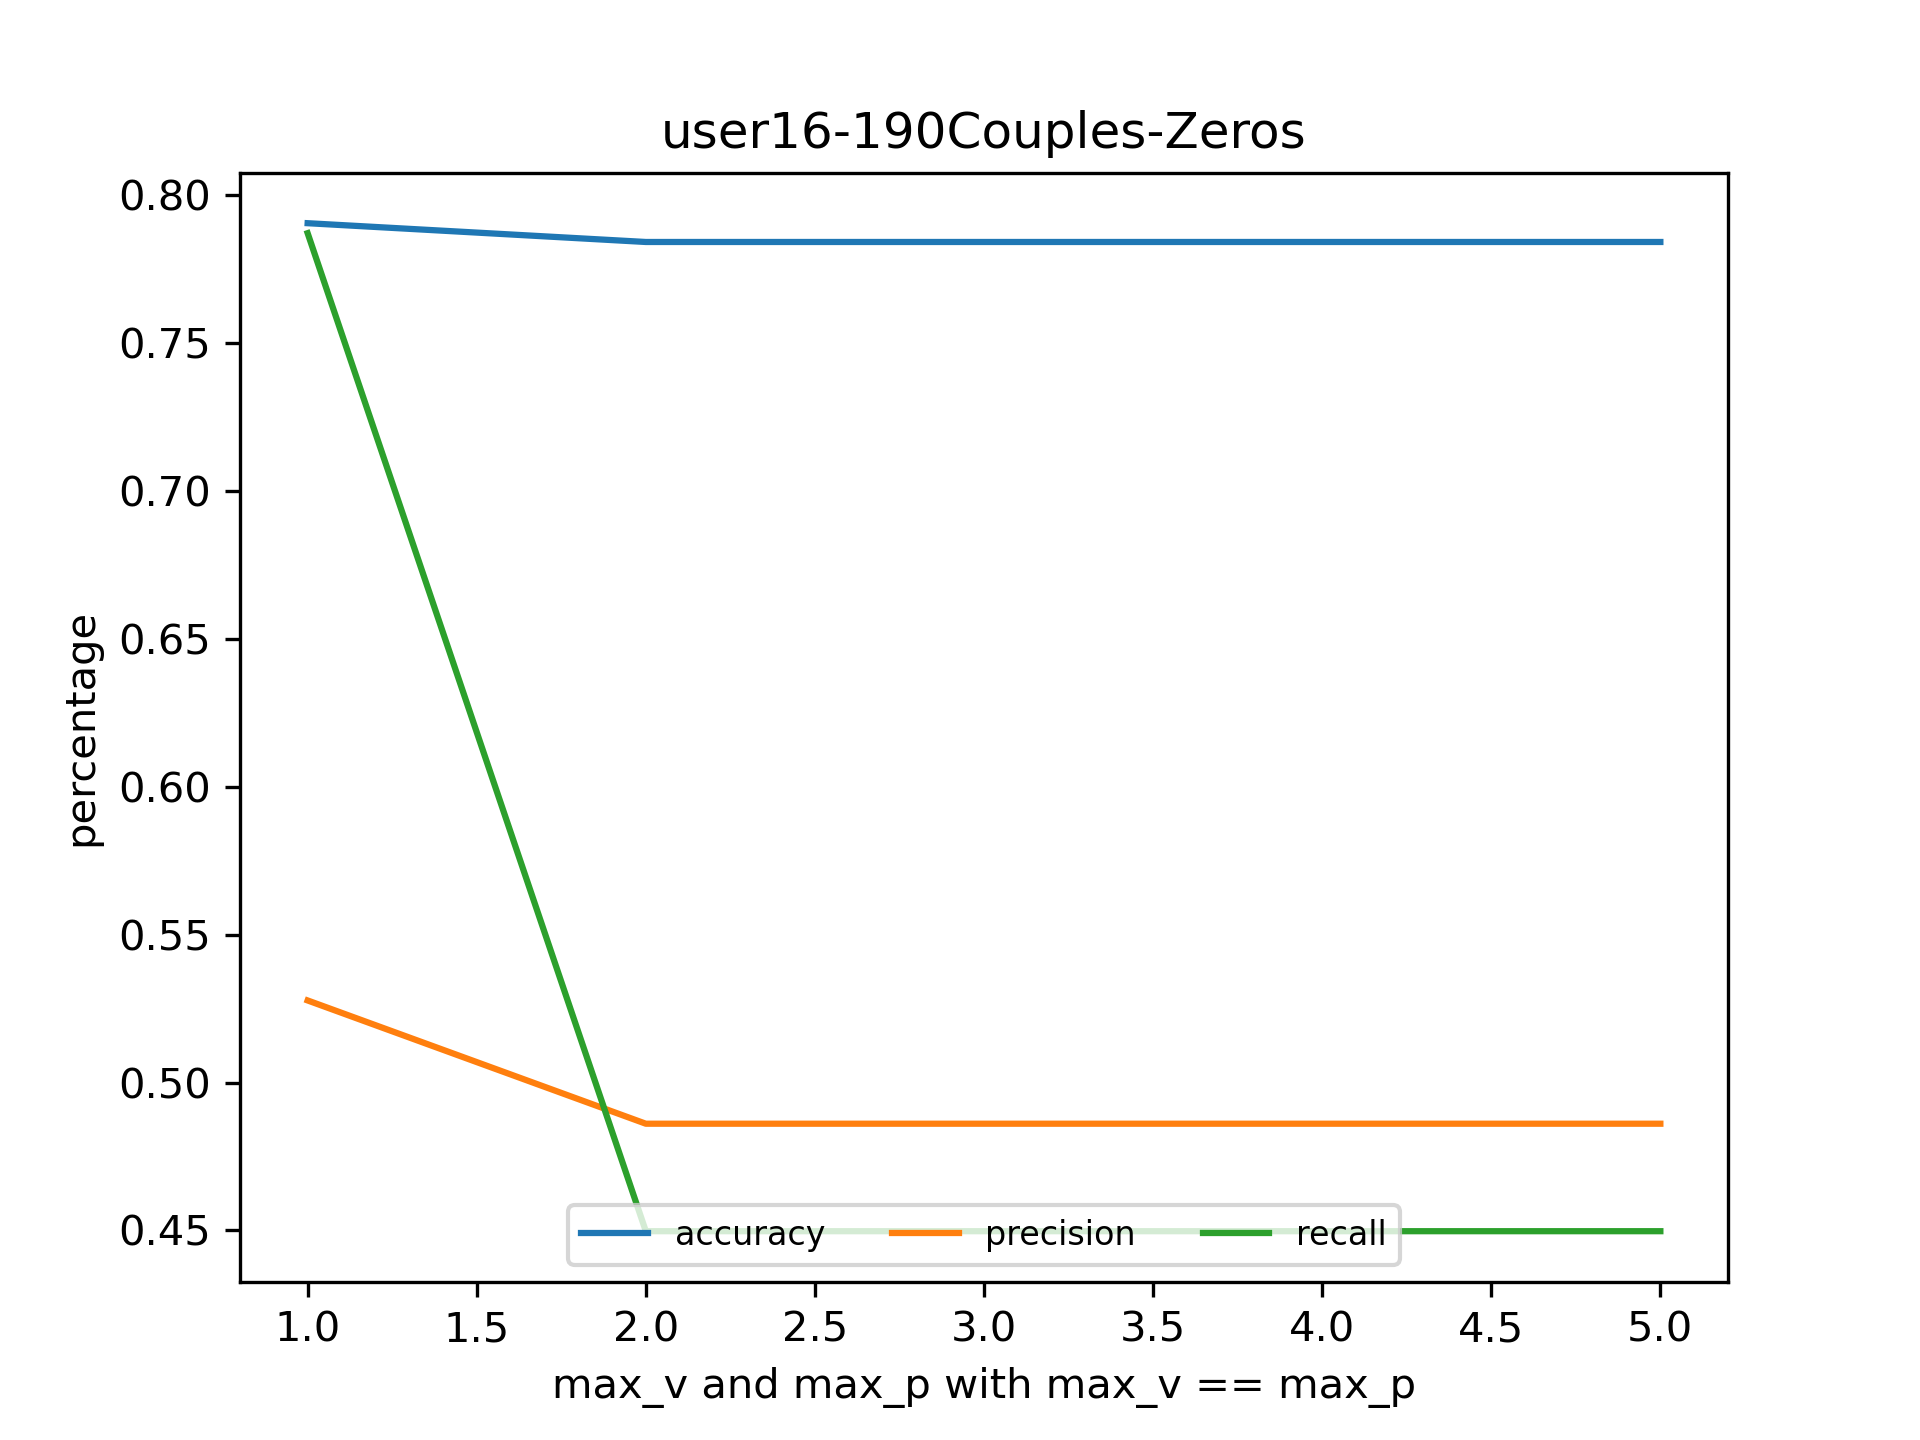 user16-190Couples-Zeros
percentage
0.80
0.75
0.70
0.65
0.60
0.55
0.50
0.45
accuracy precision recall
1.0 1.5 2.0 2.5 3.0 3.5 4.0 4.5 5.0
max_v and max_p with max_v == max_p